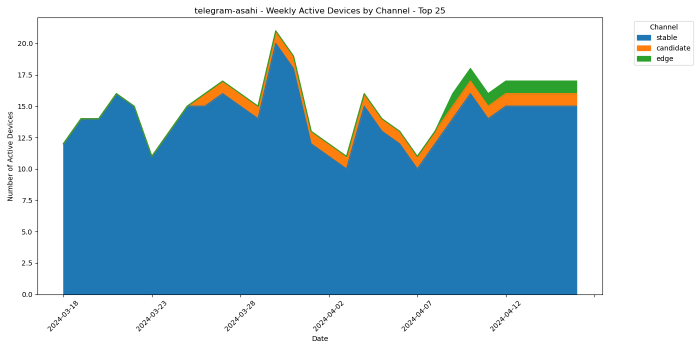 telegram-asahi - Weekly Active Devices by Channel - Top 25
Channel
stable
candidate
edge
Number of Active Devices
20.0
17.5
15.0
12.5
10.0
7.5
5.0
2.5
0.0
2024-03-18
2024-03-23
2024-03-28
2024-04-02
2024-04-07
2024-04-12
Date